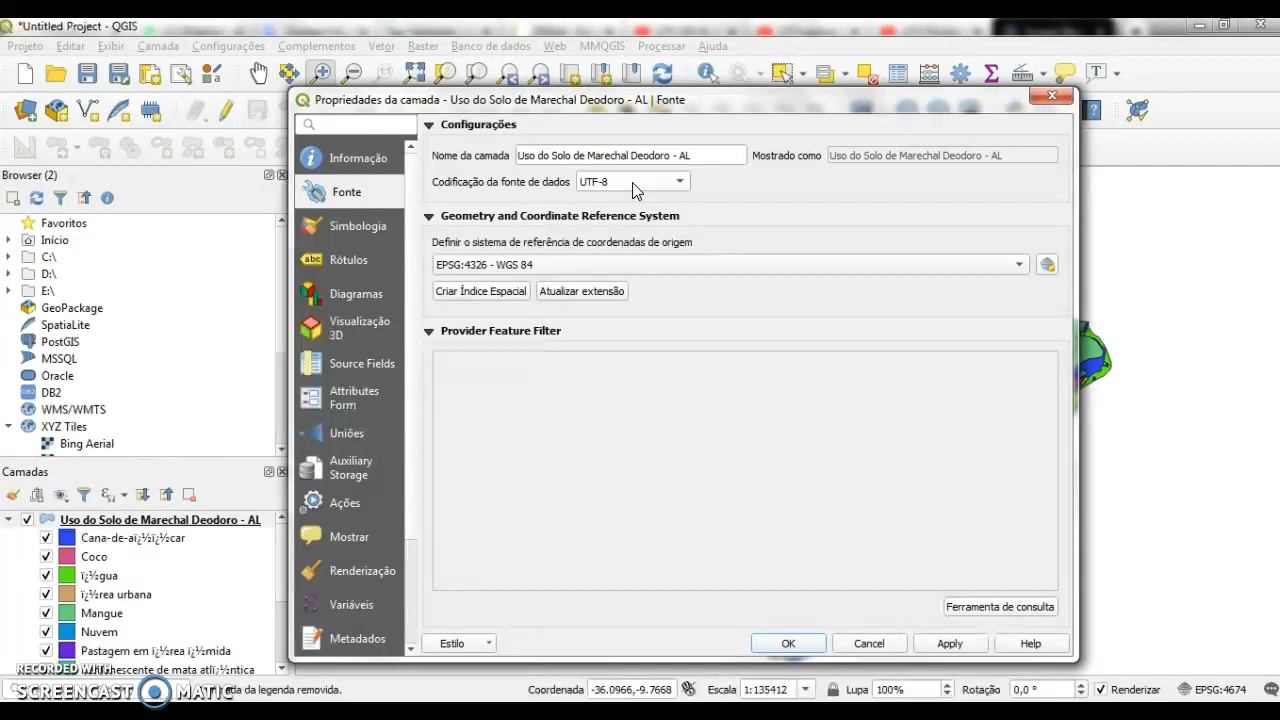 *Untitled Project - QGIS
Projeto Editar Exibir Camada Configurações Complementos Vetor Raster Banco de dados Web MMQGIS Processar Ajuda
Propriedades da camada - Uso do Solo de Marechal Deodoro - AL | Fonte
Informação
Fonte
Simbologia
abc Rótulos
Diagramas
Visualização
3D
Source Fields
Attributes
Form
Uniões
Auxiliary
Storage
Ações
Mostrar
Renderização
Variáveis
Metadados
Configurações
Nome da camada Uso do Solo de Marechal Deodoro - AL Mostrado como Uso do Solo de Marechal Deodoro - AL
Codificação da fonte de dados UTF-8
Geometry and Coordinate Reference System
Definir o sistema de referência de coordenadas de origem
EPSG:4326 - WGS 84
Criar Índice Espacial Atualizar extensão
Provider Feature Filter
Ferramenta de consulta
Estilo OK Cancel Apply Help
Browser (2)
Favoritos
Início
C:\
D:\
E:\
GeoPackage
SpatiaLite
PostGIS
MSSQL
Oracle
DB2 DB2
WMS/WMTS
XYZ Tiles
Bing Aerial
Camadas
Uso do Solo de Marechal Deodoro - AL
Cana-de-aï¿½ï¿½car
Coco
ï¿½gua
ï¿½rea urbana
Mangue
Nuvem
Pastagem em ï¿½rea ï¿½mida
nescente de mata atlï¿½ntica
RECORDED WITH
SCREENCAST MATIC
da da legenda removida.
Coordenada -36.0966,-9.7668 Escala 1:135412 Lupa 100% Rotação 0,0 ° Renderizar EPSG:4674